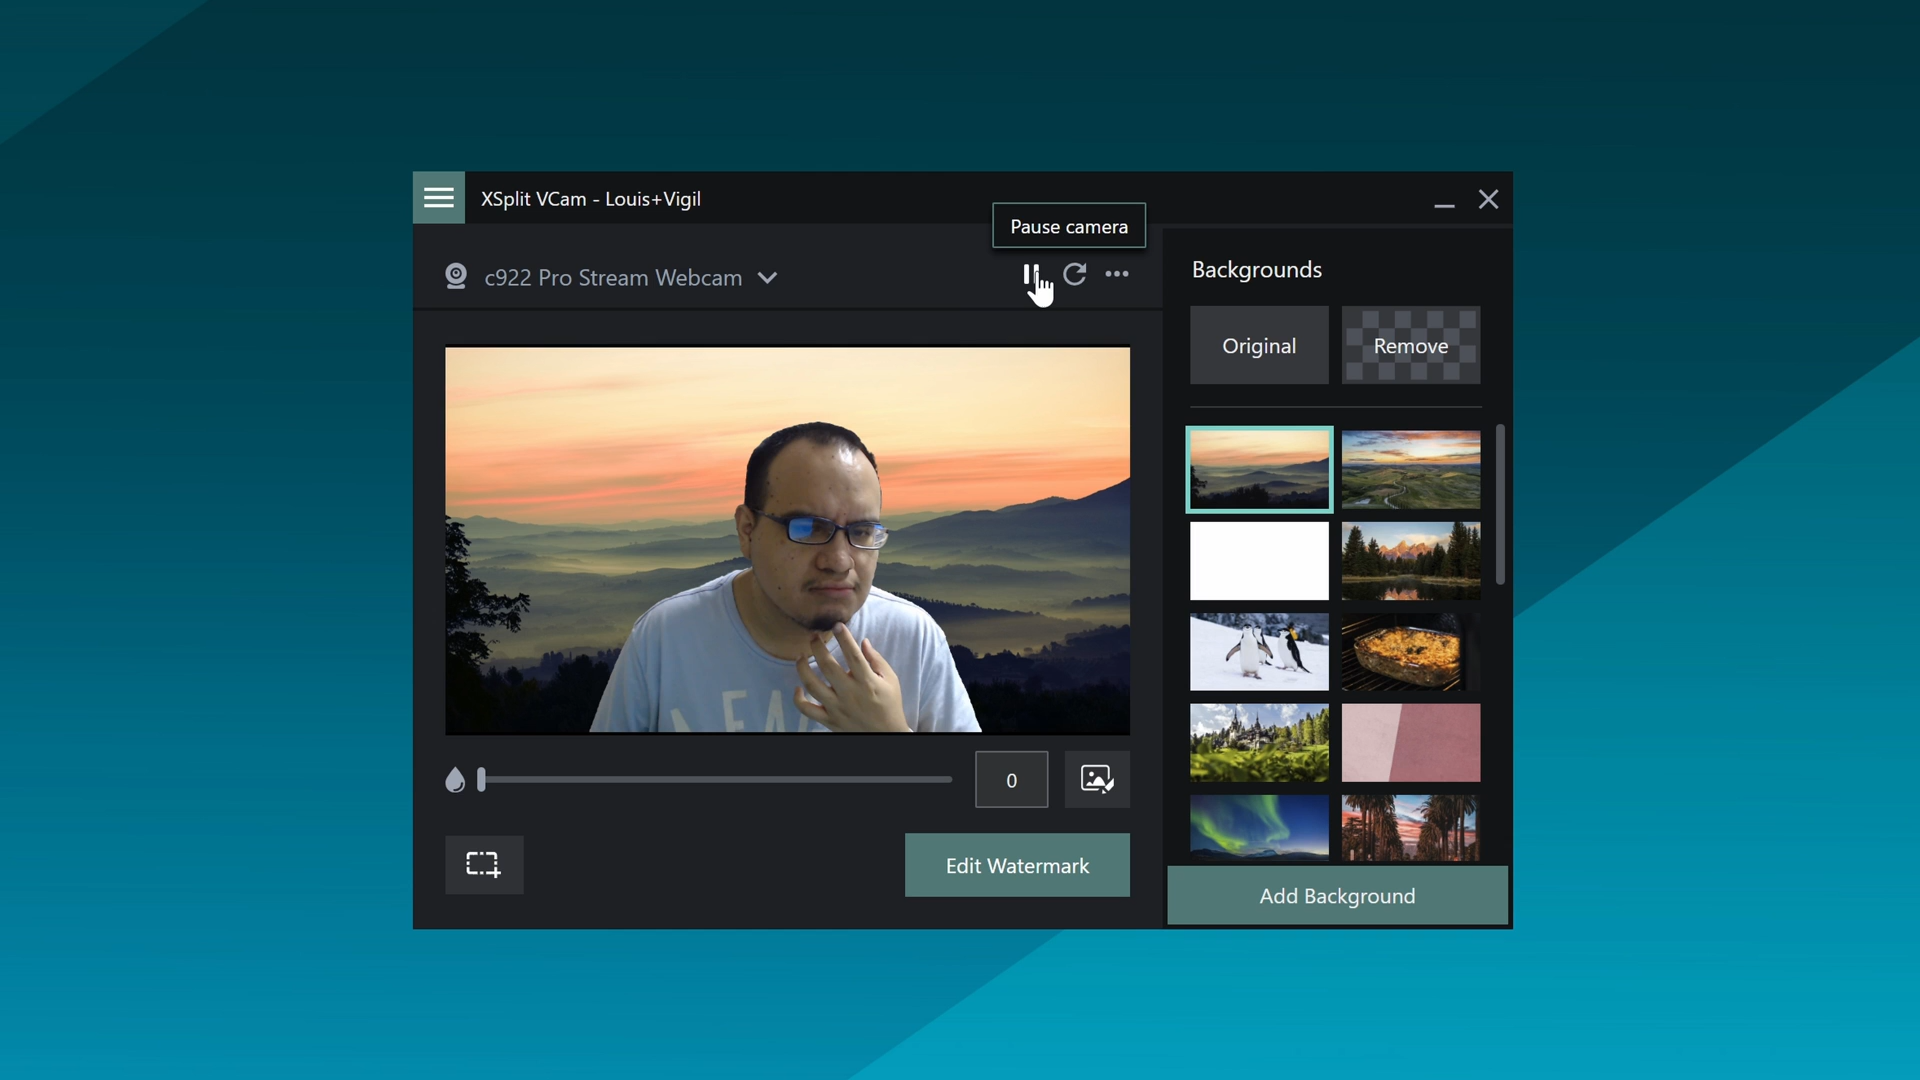 XSplit VCam - Louis+Vigil
Pause camera
c922 Pro Stream Webcam
Backgrounds
Original
Remove
0
Edit Watermark
Add Background